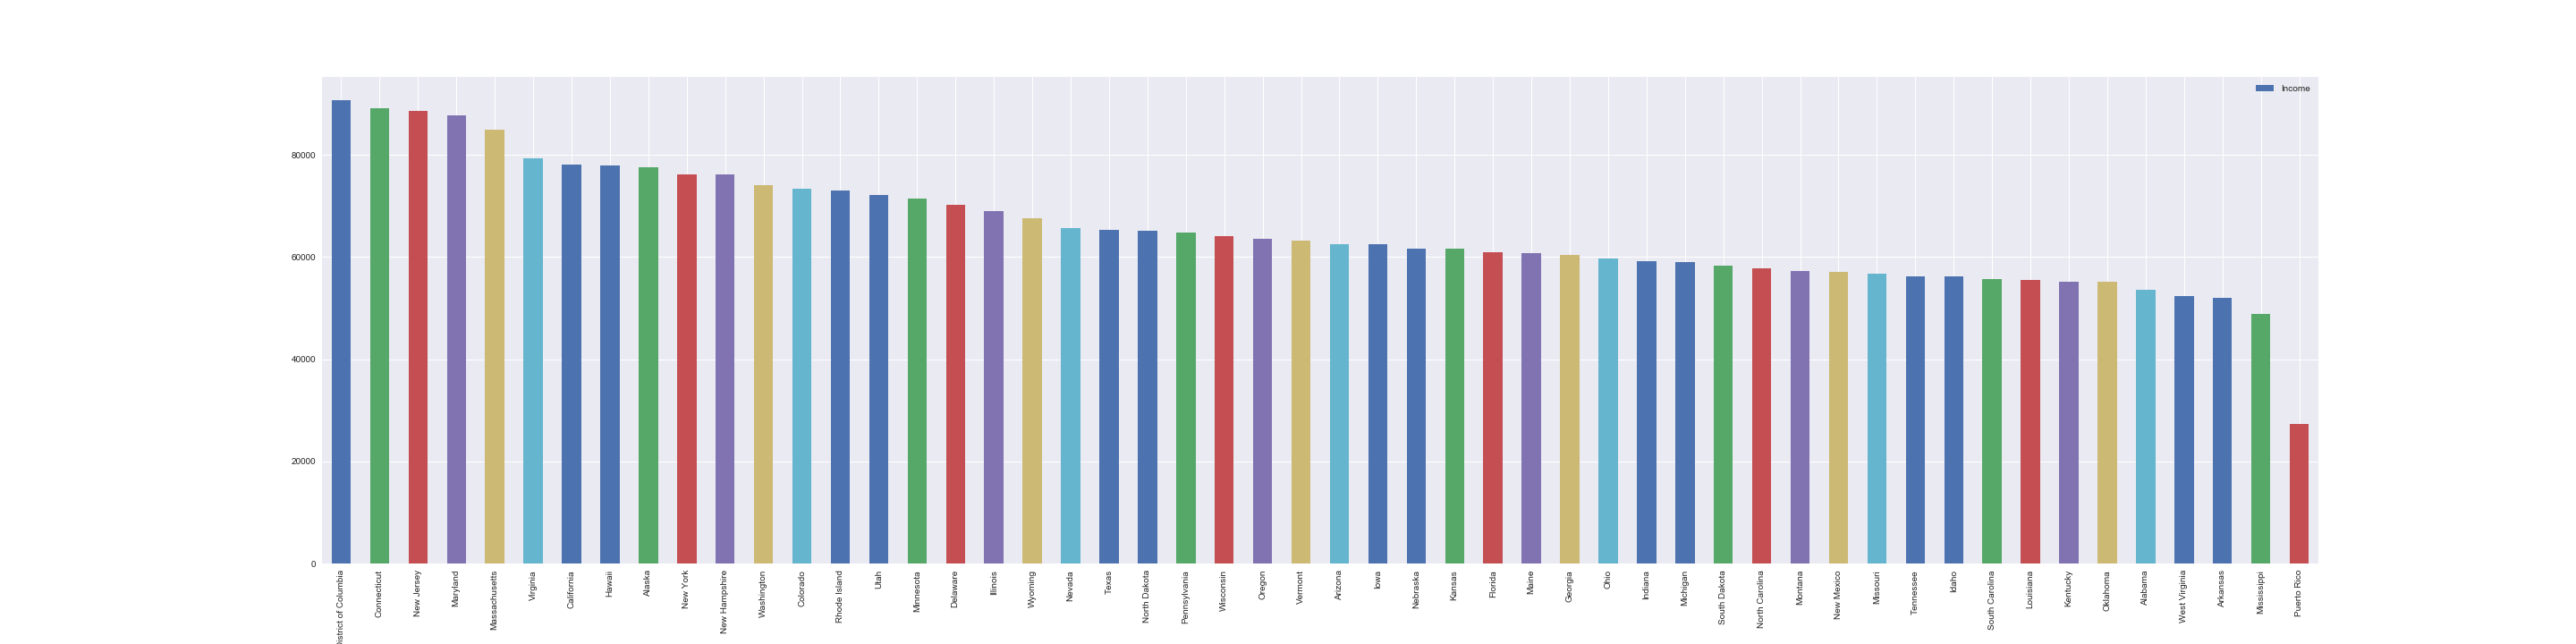 Income
80000
60000
40000
20000
0
istrict of Columbia
Connecticut
New Jersey
Maryland
Massachusetts
Virginia
California
Hawaii
Alaska
New York
New Hampshire
Washington
Colorado
Rhode Island
Utah
Minnesota
Delaware
Illinois
Wyoming
Nevada
Texas
North Dakota
Pennsylvania
Wisconsin
Oregon
Vermont
Arizona
Iowa
Nebraska
Kansas
Florida
Maine
Georgia
Ohio
Indiana
Michigan
South Dakota
North Carolina
Montana
New Mexico
Missouri
Tennessee
Idaho
South Carolina
Louisiana
Kentucky
Oklahoma
Alabama
West Virginia
Arkansas
Mississippi
Puerto Rico